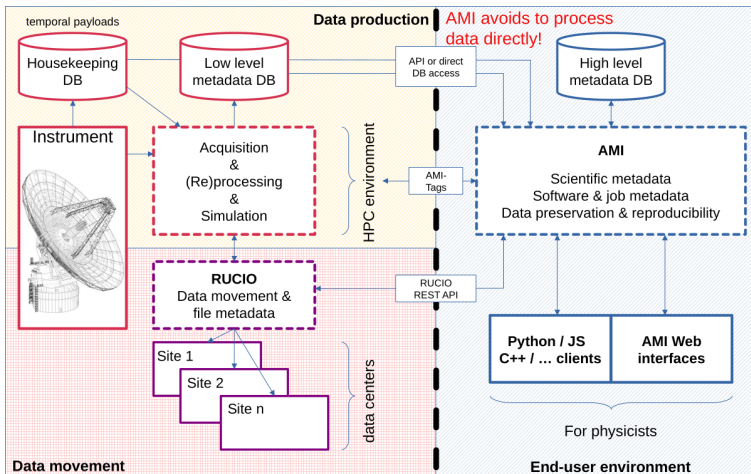 temporal payloads
Data production
AMI avoids to process
data directly!
Housekeeping
DB
Low level
metadata DB
API or direct
DB access
High level
metadata DB
Instrument
Acquisition
&
(Re)processing
&
Simulation
HPC environment
AMI-
Tags
AMI
Scientific metadata
Software & job metadata
Data preservation & reproducibility
RUCIO
Data movement &
file metadata
RUCIO
REST API
Site 1
Site 2
Site n
data centers
Python / JS
C++ / … clients
AMI Web
interfaces
For physicists
Data movement
End-user environment